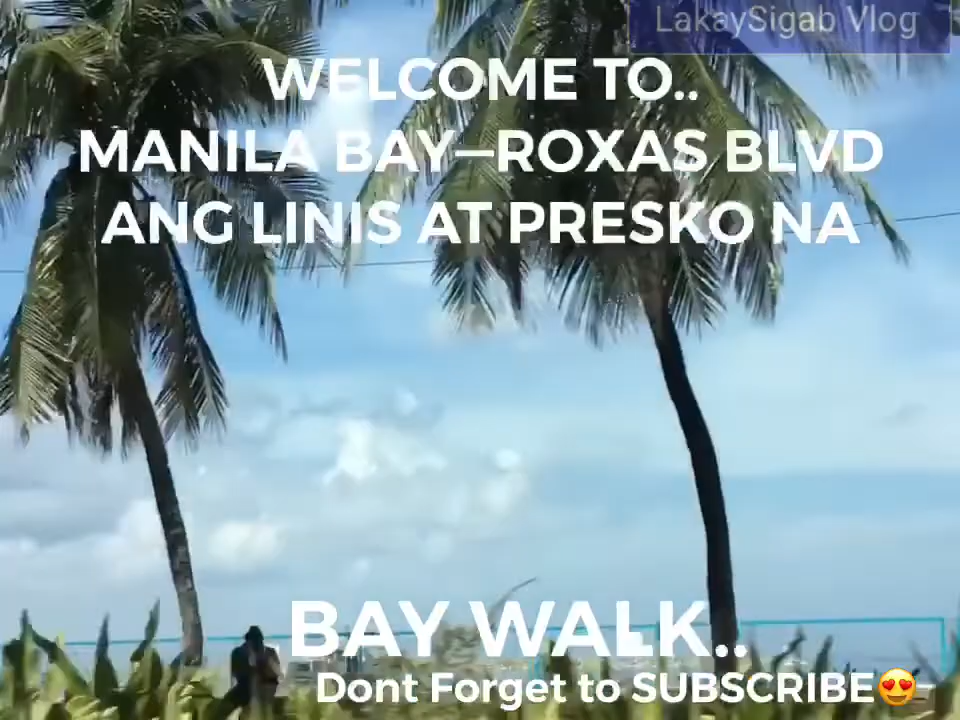 LakaySigab Vlog
WELCOME TO..
MANILA BAY—ROXAS BLVD
ANG LINIS AT PRESKO NA
BAY WALK..
Dont Forget to SUBSCRIBE😍